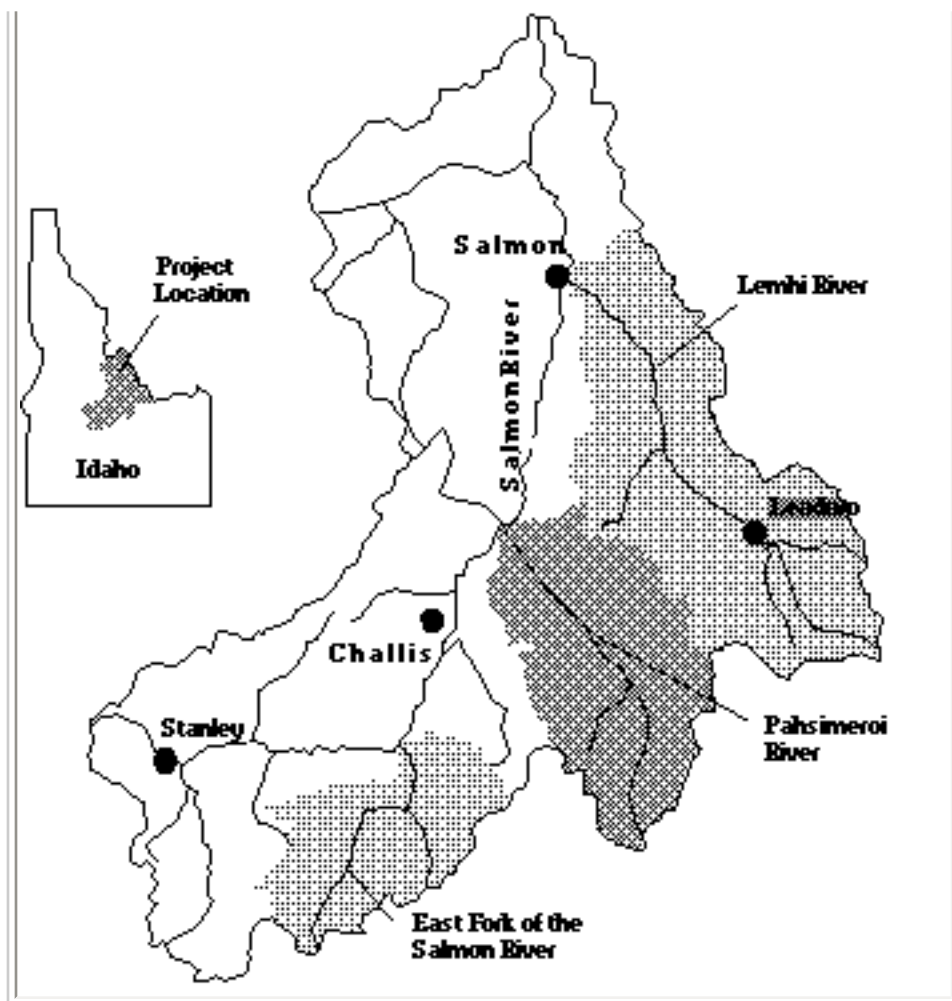 Salmon
Project
Location
Lemhi River
Salmon River
Idaho
Leadore
Challis
Stanley
Pahsimeroi
River
East Fork of the
Salmon River